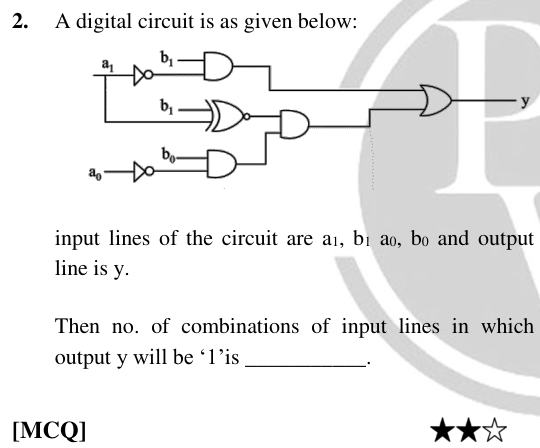 2. A digital circuit is as given below:
a₁ b₁
b₁
y
b₀
a₀
input lines of the circuit are a₁, b₁ a₀, b₀ and output
line is y.
Then no. of combinations of input lines in which
output y will be ‘1’is ____________.
[MCQ] ★★☆